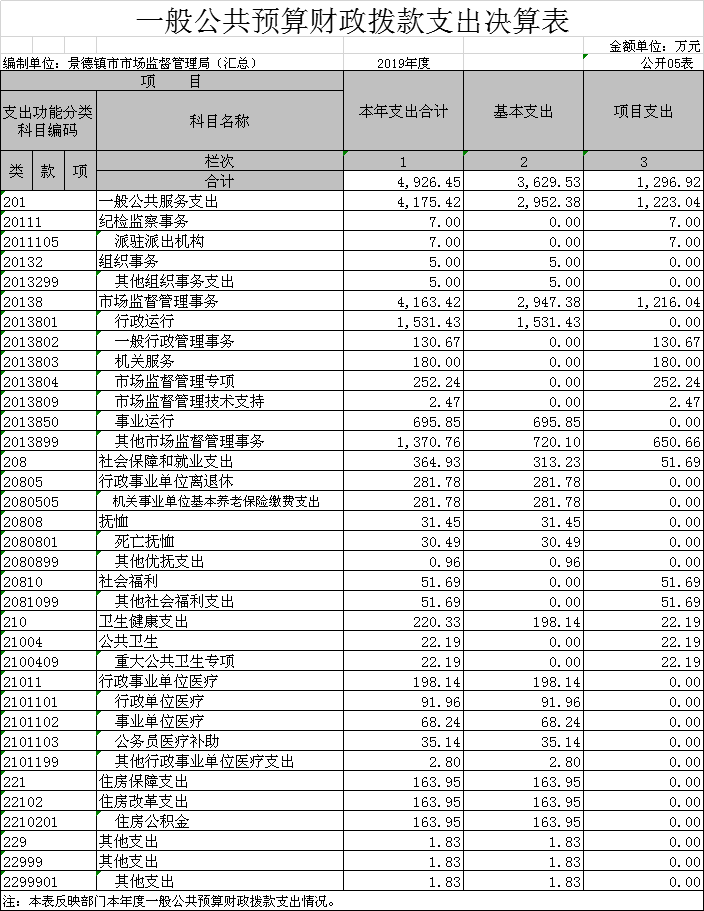 一般公共预算财政拨款支出决算表
金额单位：万元
编制单位：景德镇市市场监督管理局（汇总） 2019年度 公开05表
项 目 本年支出合计 基本支出 项目支出
支出功能分类科目编码 科目名称
类 款 项 栏次 1 2 3
合计 4,926.45 3,629.53 1,296.92
201 一般公共服务支出 4,175.42 2,952.38 1,223.04
20111 纪检监察事务 7.00 0.00 7.00
2011105 派驻派出机构 7.00 0.00 7.00
20132 组织事务 5.00 5.00 0.00
2013299 其他组织事务支出 5.00 5.00 0.00
20138 市场监督管理事务 4,163.42 2,947.38 1,216.04
2013801 行政运行 1,531.43 1,531.43 0.00
2013802 一般行政管理事务 130.67 0.00 130.67
2013803 机关服务 180.00 0.00 180.00
2013804 市场监督管理专项 252.24 0.00 252.24
2013809 市场监督管理技术支持 2.47 0.00 2.47
2013850 事业运行 695.85 695.85 0.00
2013899 其他市场监督管理事务 1,370.76 720.10 650.66
208 社会保障和就业支出 364.93 313.23 51.69
20805 行政事业单位离退休 281.78 281.78 0.00
2080505 机关事业单位基本养老保险缴费支出 281.78 281.78 0.00
20808 抚恤 31.45 31.45 0.00
2080801 死亡抚恤 30.49 30.49 0.00
2080899 其他优抚支出 0.96 0.96 0.00
20810 社会福利 51.69 0.00 51.69
2081099 其他社会福利支出 51.69 0.00 51.69
210 卫生健康支出 220.33 198.14 22.19
21004 公共卫生 22.19 0.00 22.19
2100409 重大公共卫生专项 22.19 0.00 22.19
21011 行政事业单位医疗 198.14 198.14 0.00
2101101 行政单位医疗 91.96 91.96 0.00
2101102 事业单位医疗 68.24 68.24 0.00
2101103 公务员医疗补助 35.14 35.14 0.00
2101199 其他行政事业单位医疗支出 2.80 2.80 0.00
221 住房保障支出 163.95 163.95 0.00
22102 住房改革支出 163.95 163.95 0.00
2210201 住房公积金 163.95 163.95 0.00
229 其他支出 1.83 1.83 0.00
22999 其他支出 1.83 1.83 0.00
2299901 其他支出 1.83 1.83 0.00
注：本表反映部门本年度一般公共预算财政拨款支出情况。